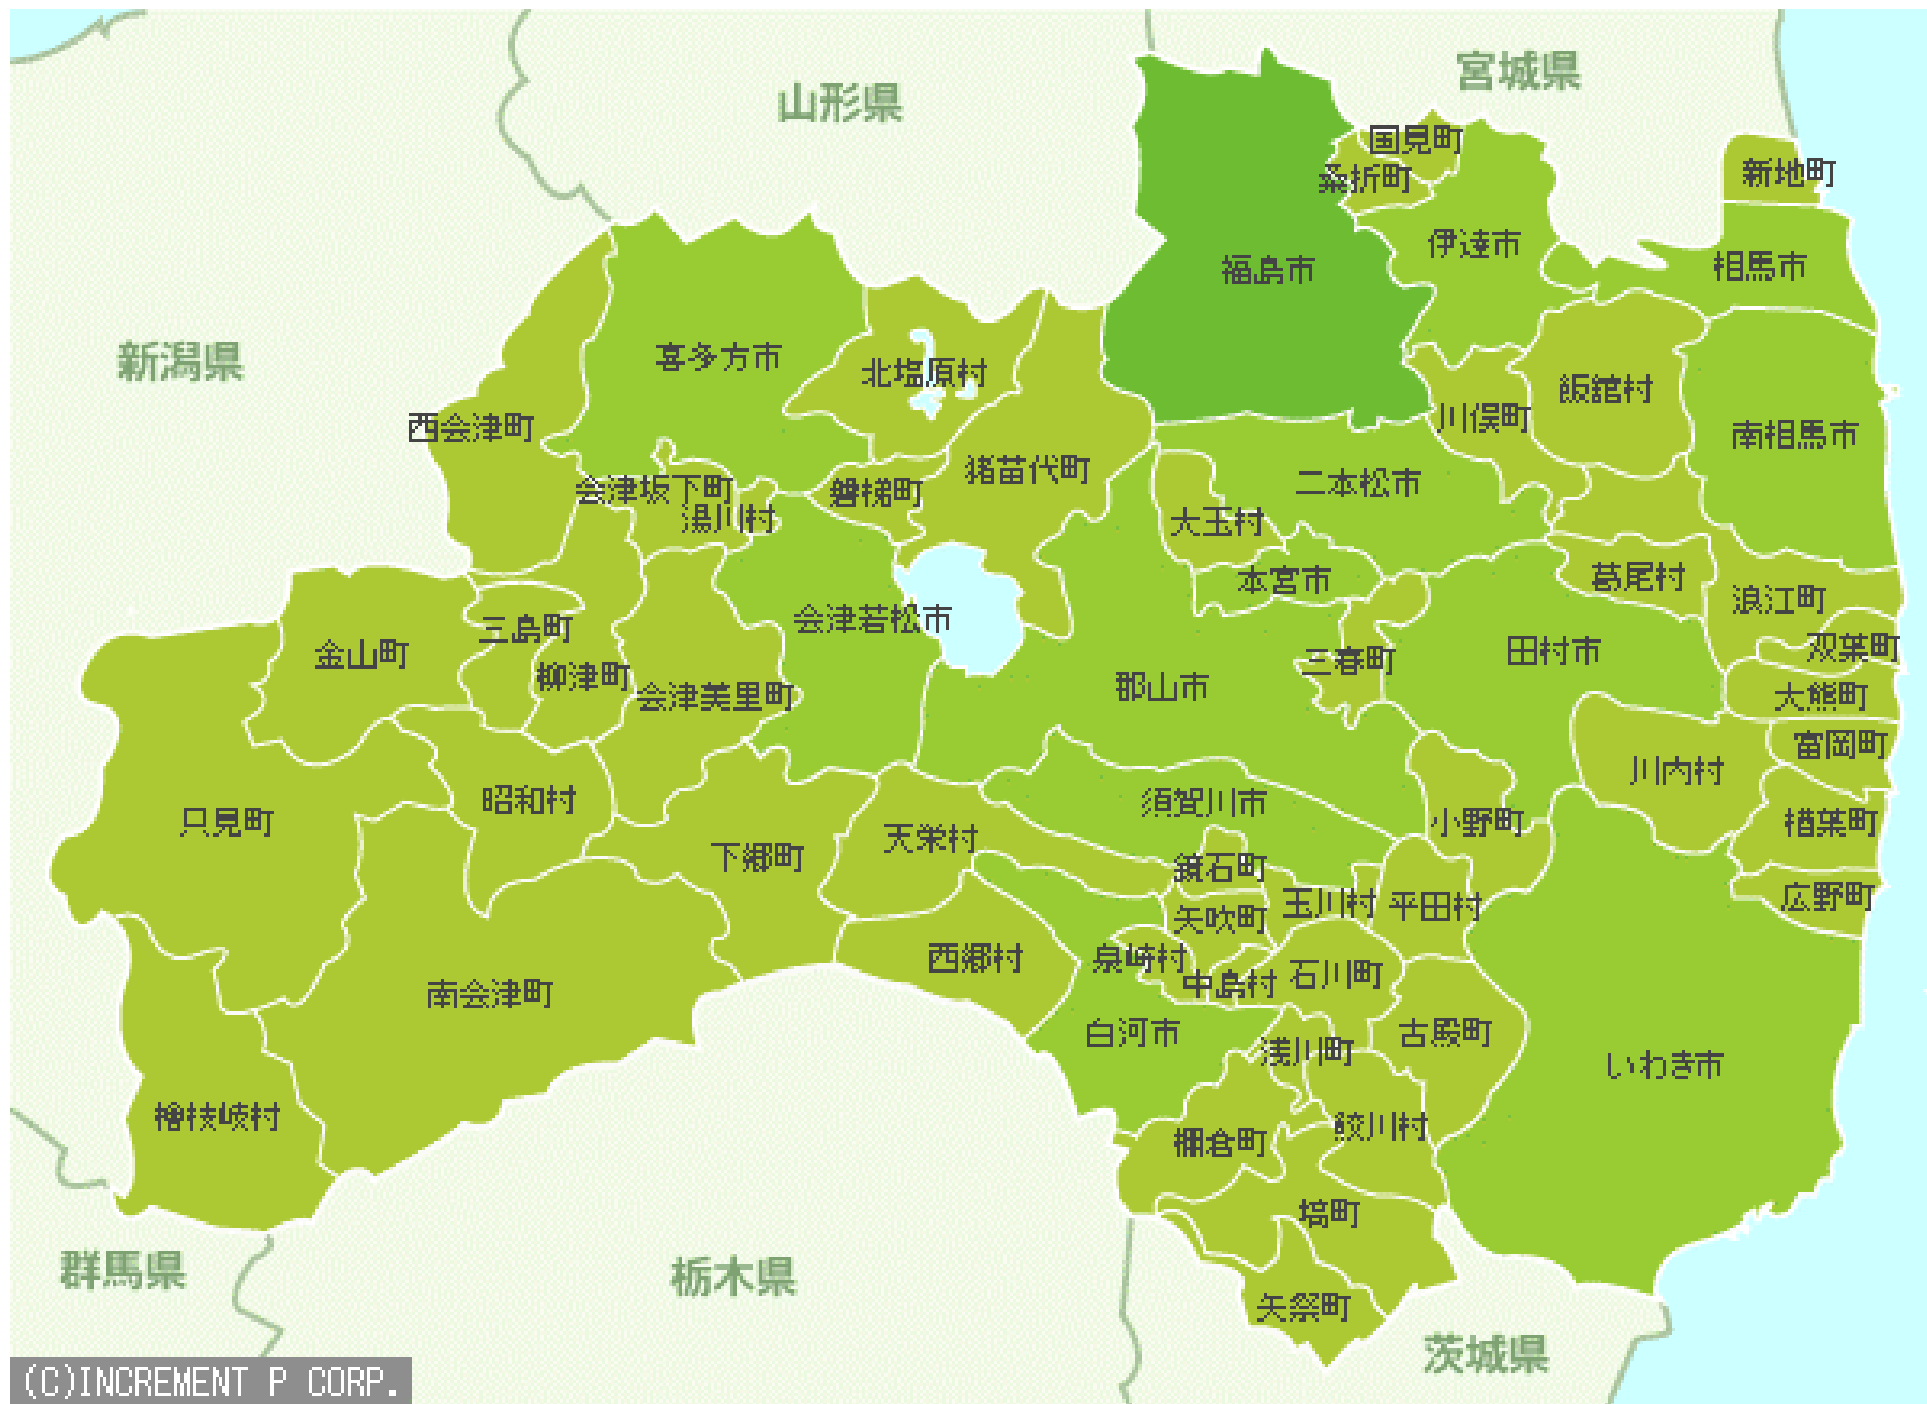 宮城県
山形県
国見町
新地町
桑折町
伊達市
相馬市
福島市
新潟県
喜多方市
北塩原村
飯舘村
川俣町
西会津町
南相馬市
猪苗代町
二本松市
会津坂下町
磐梯町
湯川村
大玉村
本宮市
葛尾村
浪江町
会津若松市
三島町
双葉町
金山町
田村市
三春町
柳津町
郡山市
会津美里町
大熊町
富岡町
川内村
昭和村
須賀川市
只見町
小野町
楢葉町
天栄村
下郷町
鏡石町
広野町
玉川村
平田村
矢吹町
西郷村
泉崎村
石川町
中島村
南会津町
白河市
古殿町
浅川町
いわき市
檜枝岐村
鮫川村
棚倉町
塙町
群馬県
栃木県
矢祭町
茨城県
(C)INCREMENT P CORP.